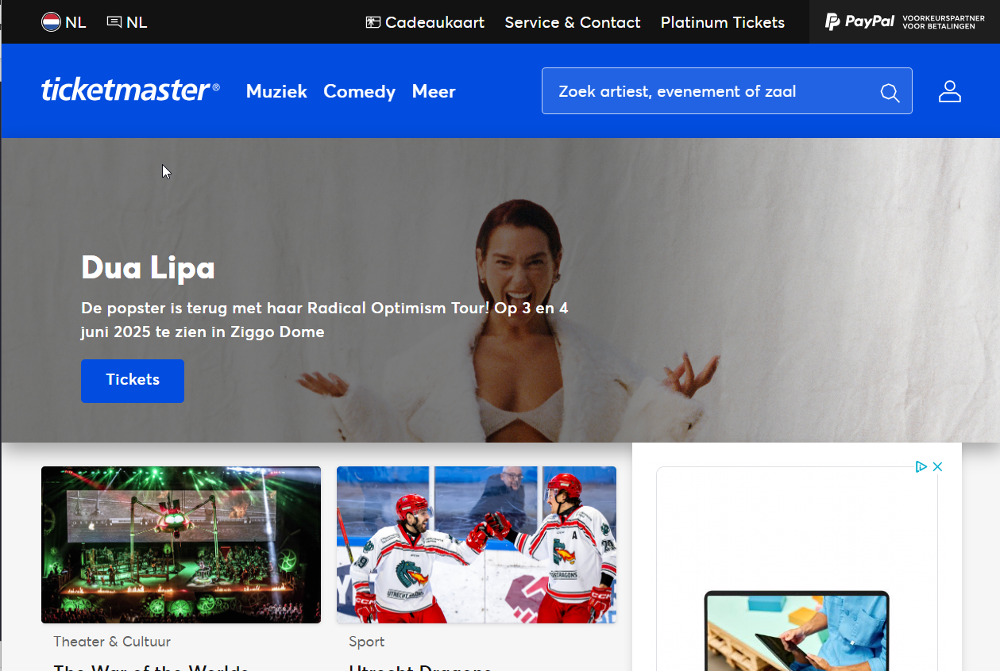 NL
NL
Cadeaukaart
Service & Contact
Platinum Tickets
PayPal
VOORKEURSPARTNER
VOOR BETALINGEN
ticketmaster®
Muziek
Comedy
Meer
Zoek artiest, evenement of zaal
Dua Lipa
De popster is terug met haar Radical Optimism Tour! Op 3 en 4
juni 2025 te zien in Ziggo Dome
Tickets
A
UTRECHT DRAGONS
Theater & Cultuur
Sport
The War of the Worlds
Utrecht Dragons